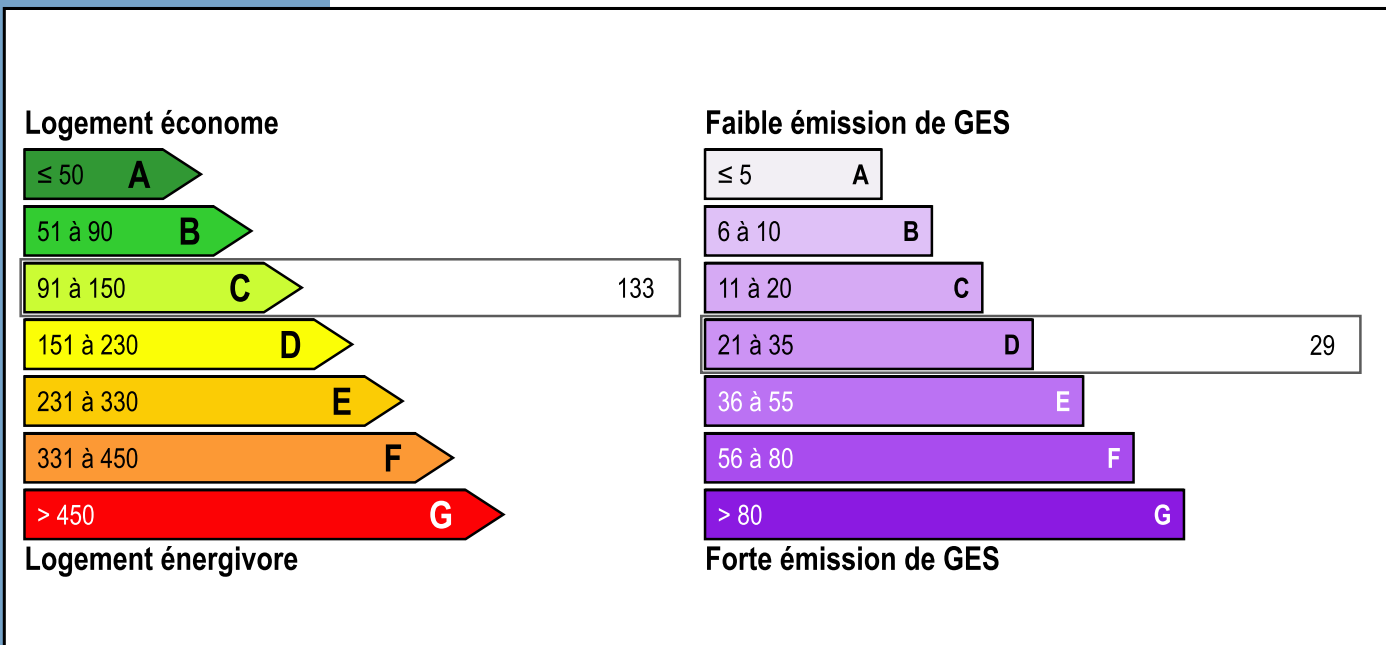 Logement économe
≤ 50 A
51 à 90 B
91 à 150 C 133
151 à 230 D
231 à 330 E
331 à 450 F
> 450 G
Logement énergivore
Faible émission de GES
≤ 5 A
6 à 10 B
11 à 20 C
21 à 35 D 29
36 à 55 E
56 à 80 F
> 80 G
Forte émission de GES